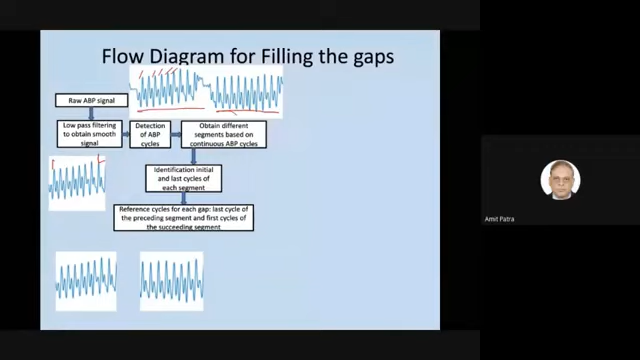 Flow Diagram for Filling the gaps
Raw ABP signal
Low pass filtering
to obtain smooth
signal
Detection
of ABP
cycles
Obtain different
segments based on
continuous ABP cycles
Identification initial
and last cycles of
each segment
Reference cycles for each gap: last cycle of
the preceding segment and first cycles of
the succeeding segment
Amit Patra